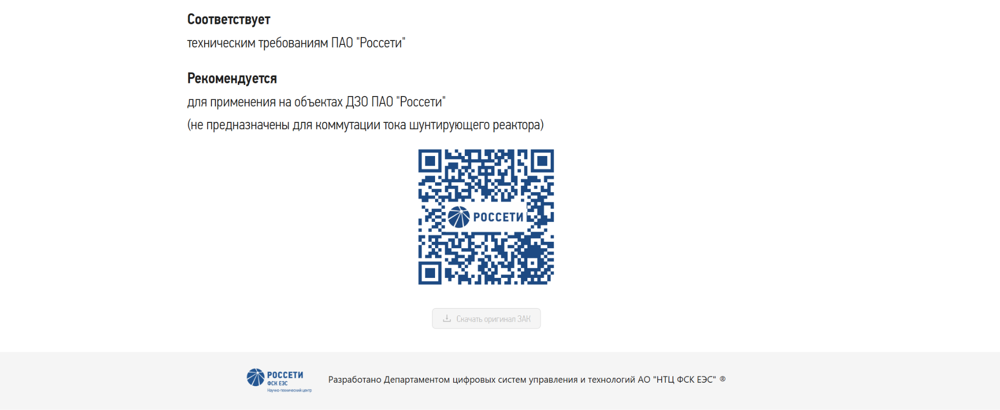 Соответствует
техническим требованиям ПАО "Россети"
Рекомендуется
для применения на объектах ДЗО ПАО "Россети"
(не предназначены для коммутации тока шунтирующего реактора)
РОССЕТИ
Скачать оригинал ЗАК
РОССЕТИ
ФСК ЕЭС
Научно-технический центр
Разработано Департаментом цифровых систем управления и технологий АО "НТЦ ФСК ЕЭС" ®